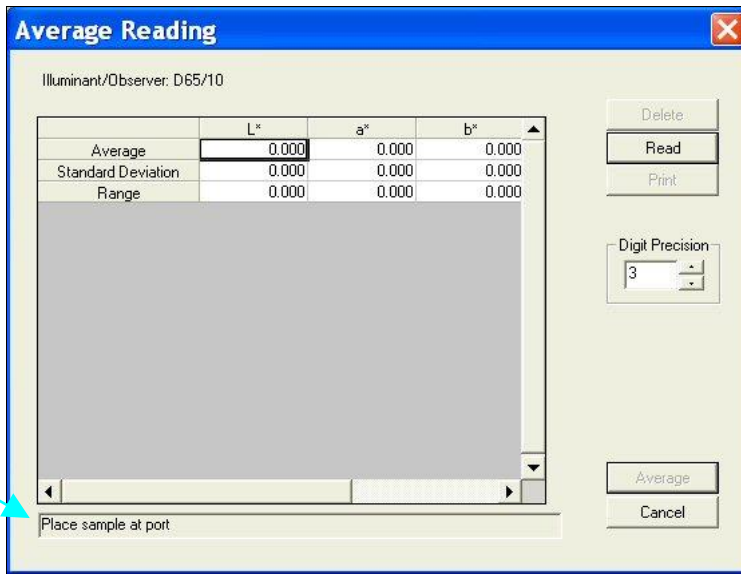 Average Reading
Illuminant/Observer: D65/10
L* a* b*
Average 0.000 0.000 0.000
Standard Deviation 0.000 0.000 0.000
Range 0.000 0.000 0.000
Delete
Read
Print
Digit Precision
3
Average
Cancel
Place sample at port